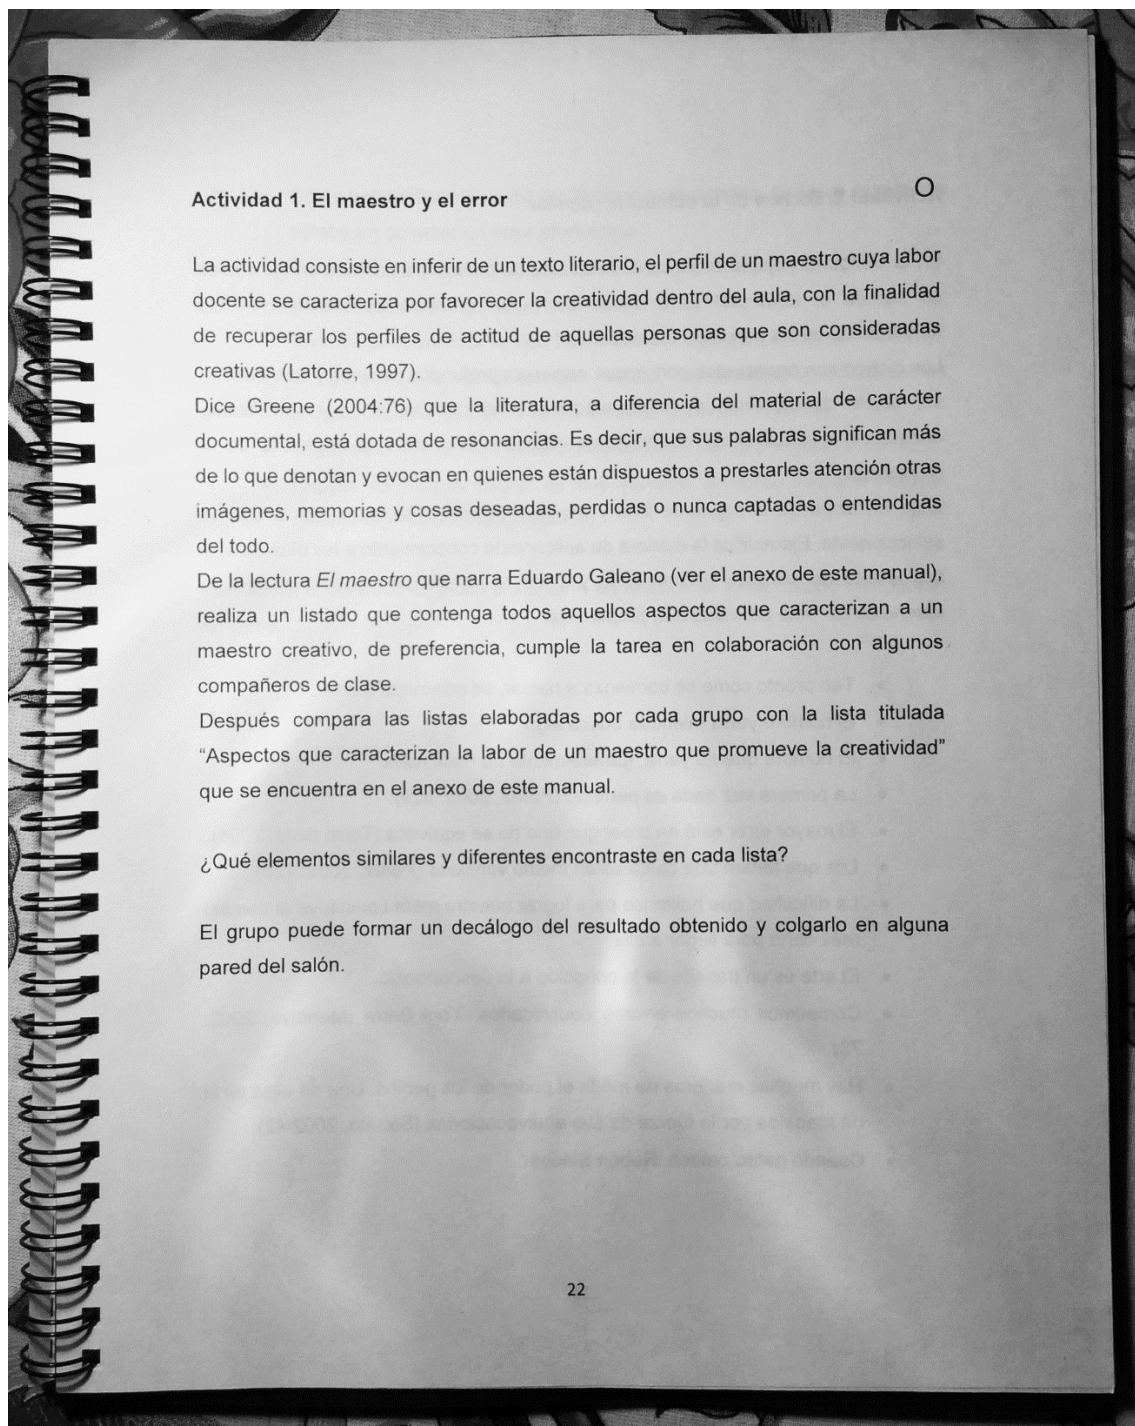 O
Actividad 1. El maestro y el error
La actividad consiste en inferir de un texto literario, el perfil de un maestro cuya labor
docente se caracteriza por favorecer la creatividad dentro del aula, con la finalidad
de recuperar los perfiles de actitud de aquellas personas que son consideradas
creativas (Latorre, 1997).
Dice Greene (2004:76) que la literatura, a diferencia del material de carácter
documental, está dotada de resonancias. Es decir, que sus palabras significan más
de lo que denotan y evocan en quienes están dispuestos a prestarles atención otras
imágenes, memorias y cosas deseadas, perdidas o nunca captadas o entendidas
del todo.
De la lectura El maestro que narra Eduardo Galeano (ver el anexo de este manual),
realiza un listado que contenga todos aquellos aspectos que caracterizan a un
maestro creativo, de preferencia, cumple la tarea en colaboración con algunos
compañeros de clase.
Después compara las listas elaboradas por cada grupo con la lista titulada
“Aspectos que caracterizan la labor de un maestro que promueve la creatividad”
que se encuentra en el anexo de este manual.
¿Qué elementos similares y diferentes encontraste en cada lista?
El grupo puede formar un decálogo del resultado obtenido y colgarlo en alguna
pared del salón.
22